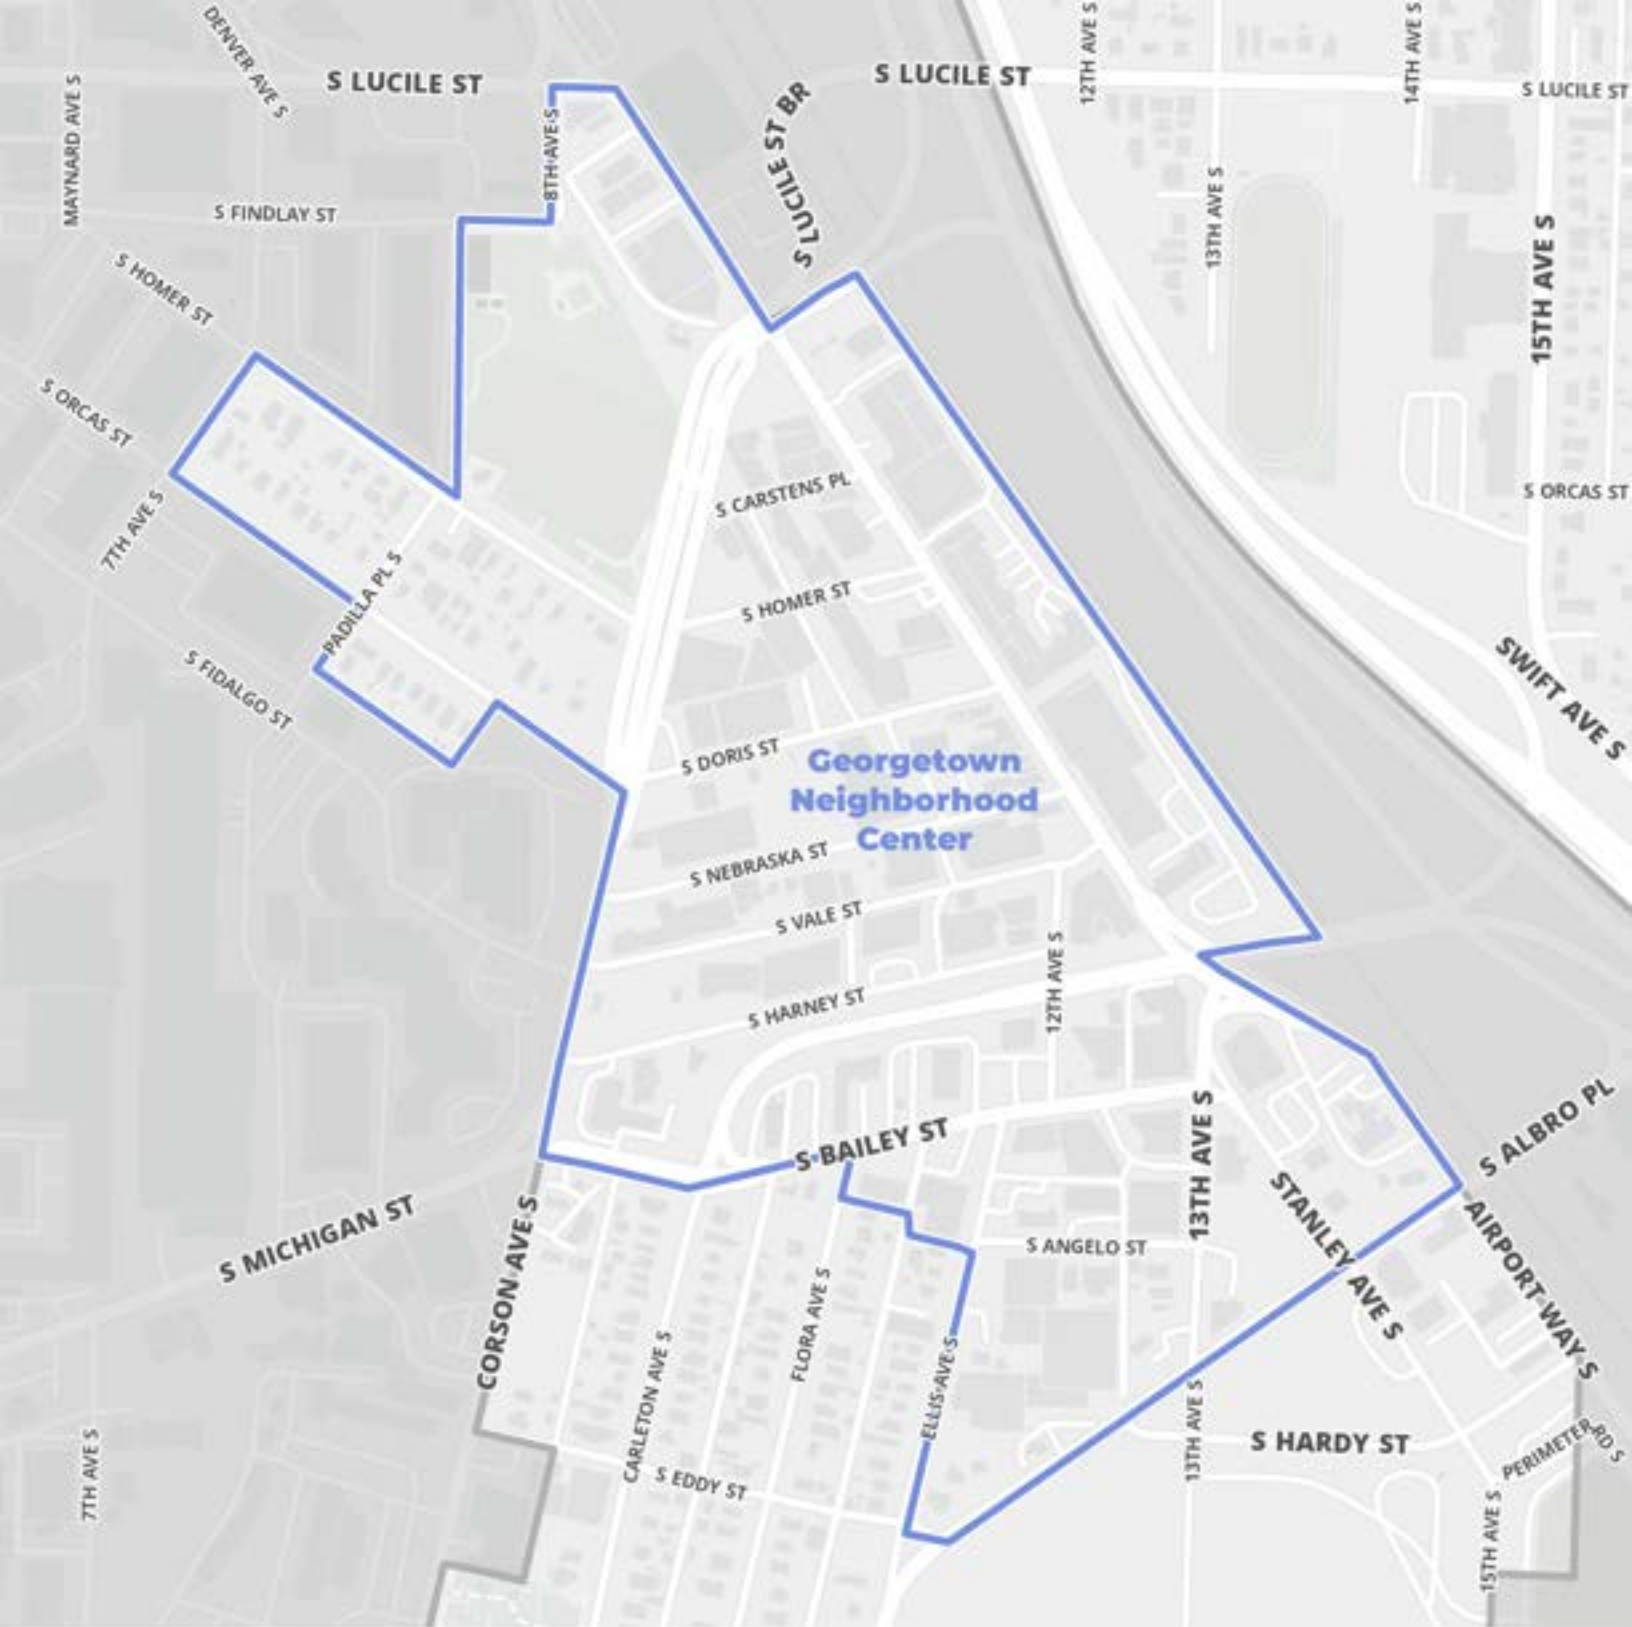 DENVER AVE S
12TH AVE S
14TH AVE S
S LUCILE ST
S LUCILE ST
S LUCILE ST
MAYNARD AVE S
8TH AVE S
S LUCILE ST BR
S FINDLAY ST
13TH AVE S
15TH AVE S
S HOMER ST
S ORCAS ST
S CARSTENS PL
S ORCAS ST
7TH AVE S
PADILLA PL S
S HOMER ST
S FIDALGO ST
SWIFT AVE S
S DORIS ST
Georgetown
Neighborhood
Center
S NEBRASKA ST
S VALE ST
12TH AVE S
S HARNEY ST
S BAILEY ST
13TH AVE S
S ALBRO PL
S MICHIGAN ST
CORSON AVE S
STANLEY AVE S
AIRPORT WAY S
S ANGELO ST
FLORA AVE S
CARLETON AVE S
ELLIS AVE S
13TH AVE S
S HARDY ST
PERIMETER RD S
7TH AVE S
S EDDY ST
15TH AVE S